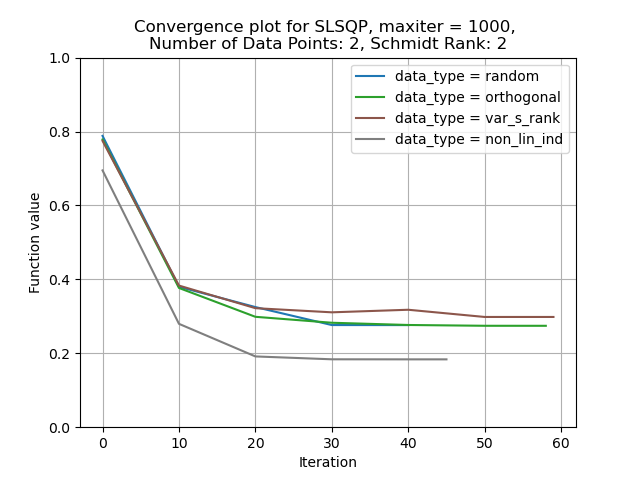 Convergence plot for SLSQP, maxiter = 1000,
Number of Data Points: 2, Schmidt Rank: 2
data_type = random
data_type = orthogonal
data_type = var_s_rank
data_type = non_lin_ind
Function value
1.0
0.8
0.6
0.4
0.2
0.0
0 10 20 30 40 50 60
Iteration